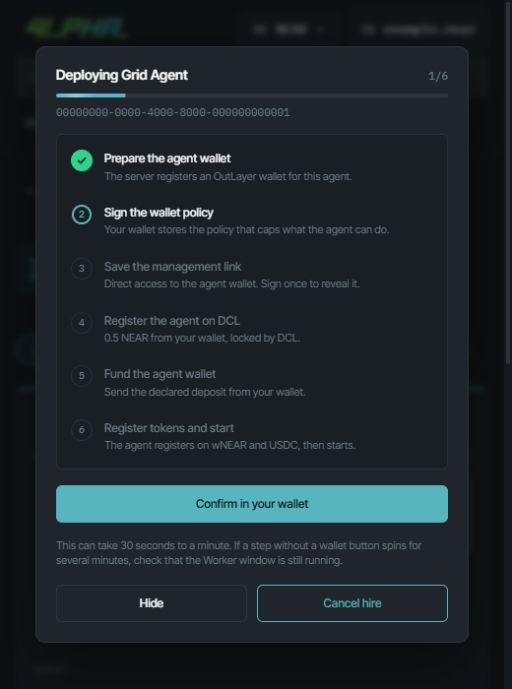 4LPHA_
Deploying Grid Agent
1/6
00000000-0000-4000-8000-000000000001
Prepare the agent wallet
The server registers an OutLayer wallet for this agent.
2
Sign the wallet policy
Your wallet stores the policy that caps what the agent can do.
3
Save the management link
Direct access to the agent wallet. Sign once to reveal it.
4
Register the agent on DCL
0.5 NEAR from your wallet, locked by DCL.
5
Fund the agent wallet
Send the declared deposit from your wallet.
6
Register tokens and start
The agent registers on wNEAR and USDC, then starts.
Confirm in your wallet
This can take 30 seconds to a minute. If a step without a wallet button spins for
several minutes, check that the Worker window is still running.
Hide
Cancel hire